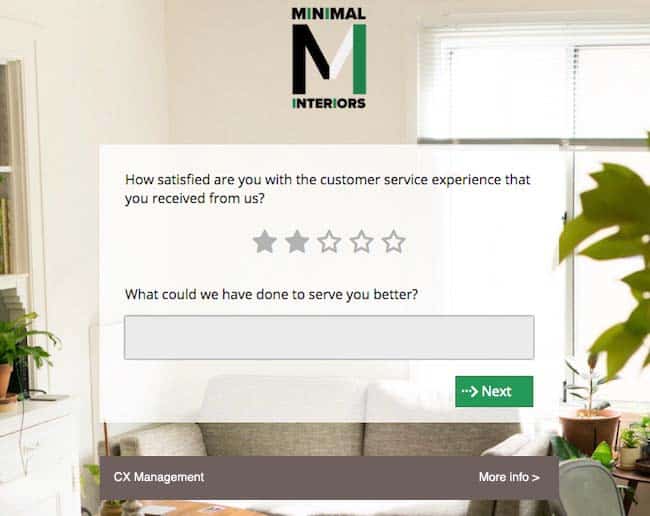 MINIMAL
M
INTERIORS
How satisfied are you with the customer service experience that
you received from us?
What could we have done to serve you better?
Next
CX Management
More info >